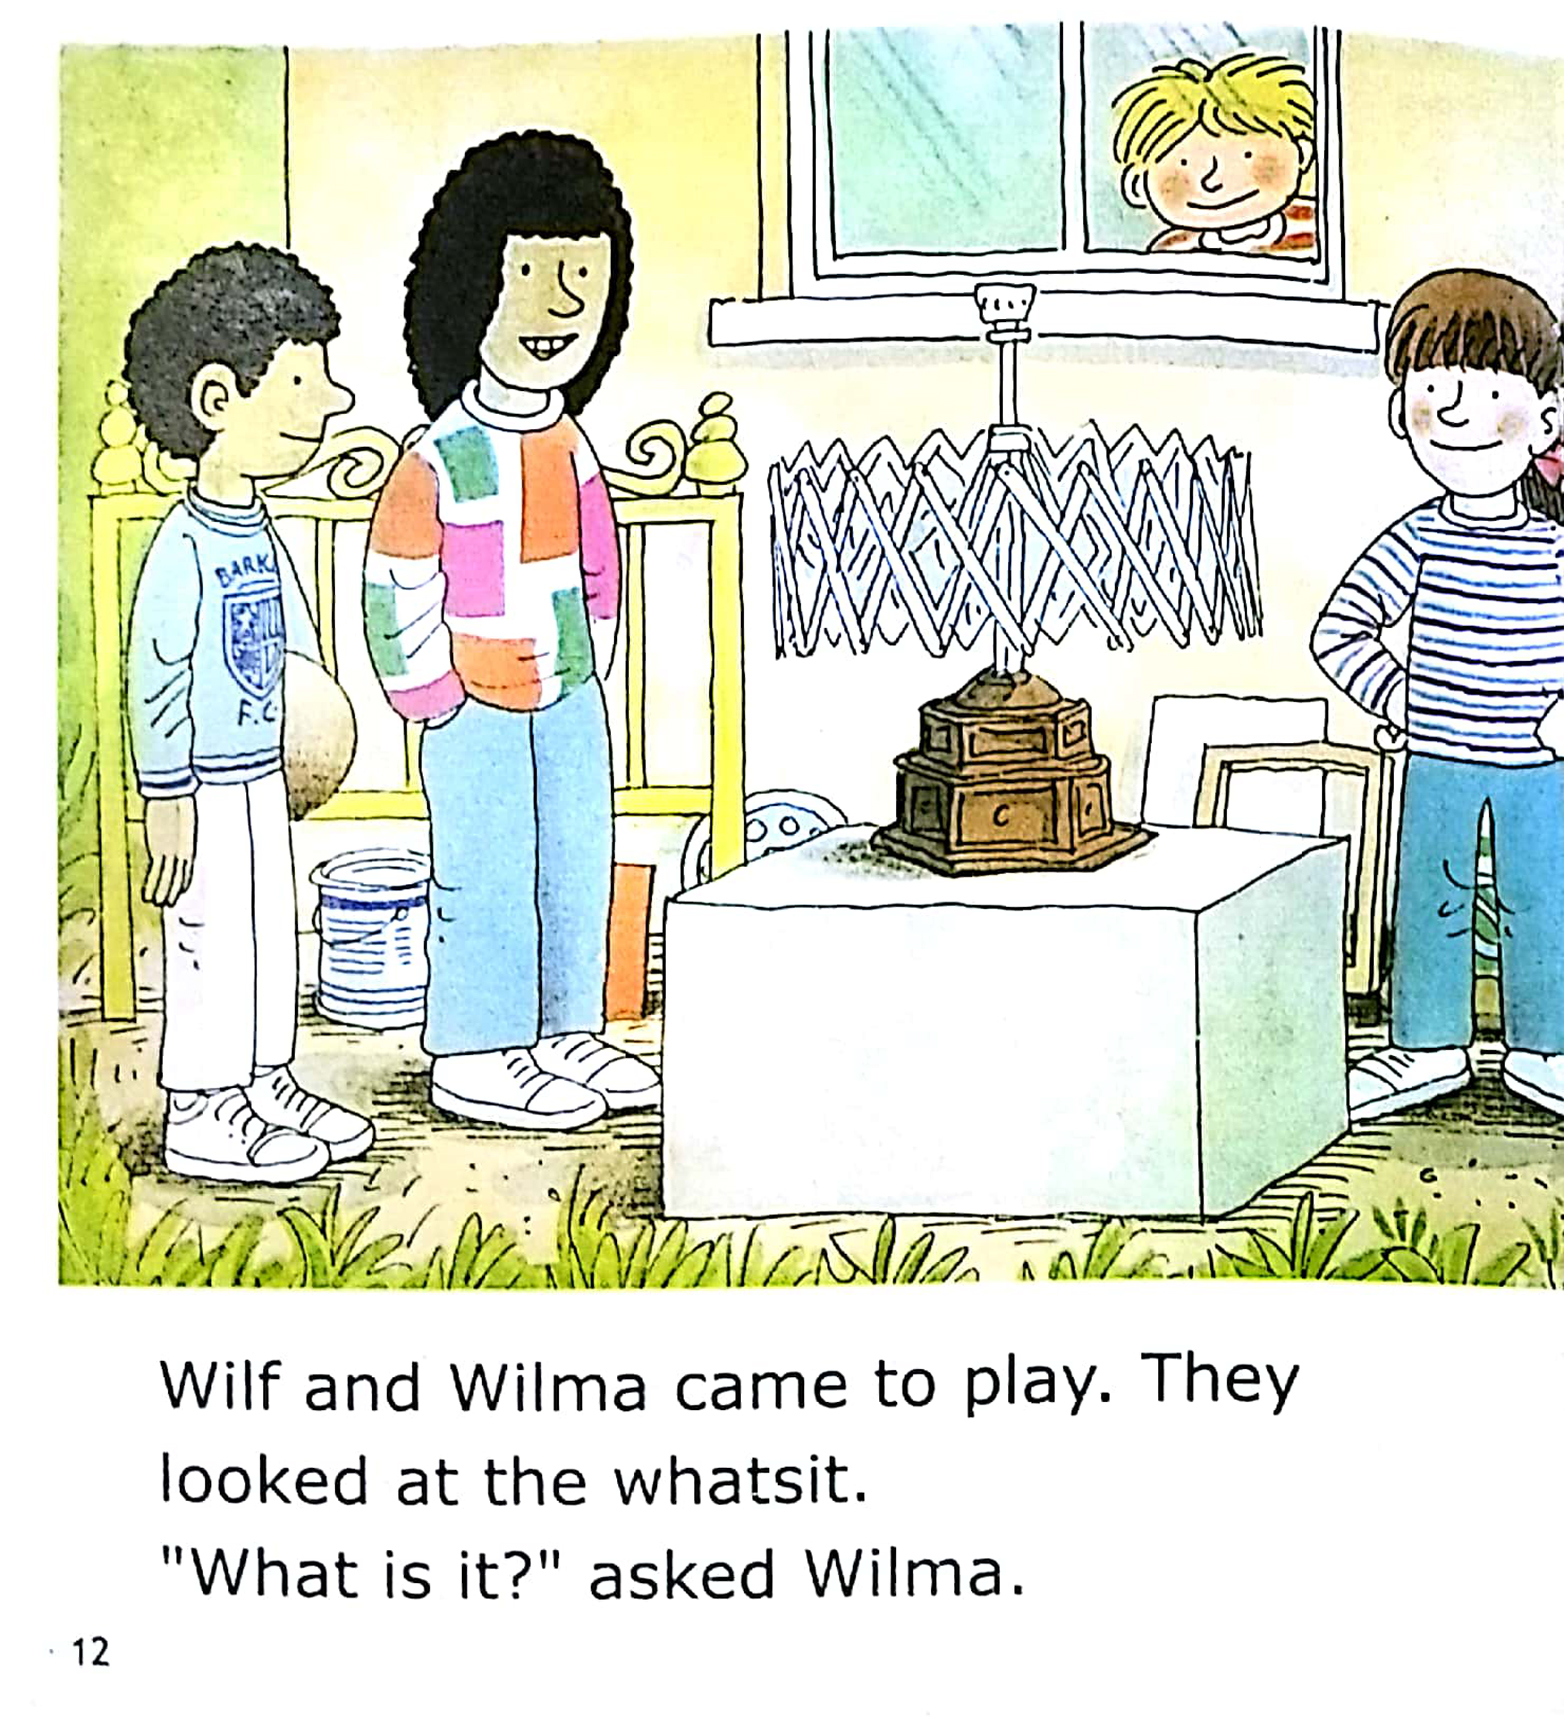 BARK
F.C
Wilf and Wilma came to play. They
looked at the whatsit.
"What is it?" asked Wilma.
12